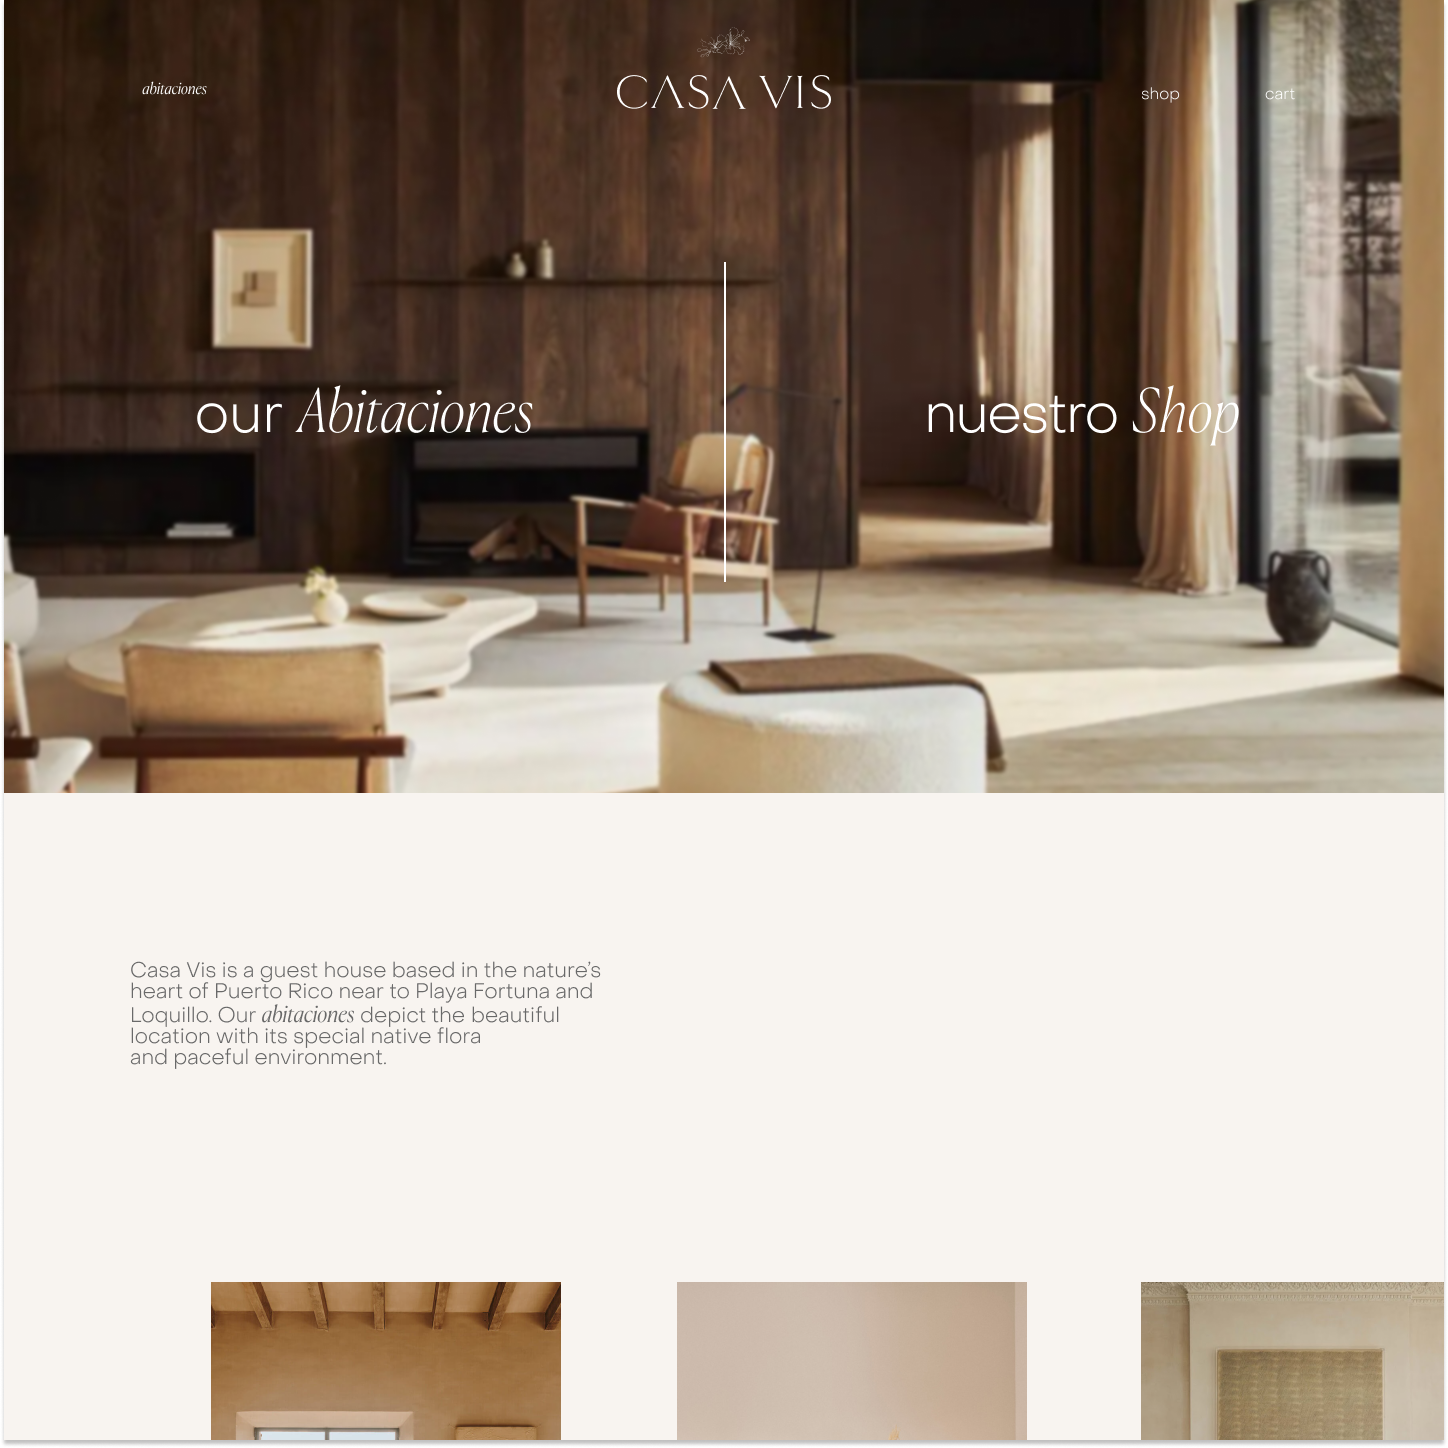 abitaciones
CASA VIS
shop
cart
our Abitaciones
nuestro Shop
Casa Vis is a guest house based in the nature’s
heart of Puerto Rico near to Playa Fortuna and
Loquillo. Our abitaciones depict the beautiful
location with its special native flora
and paceful environment.